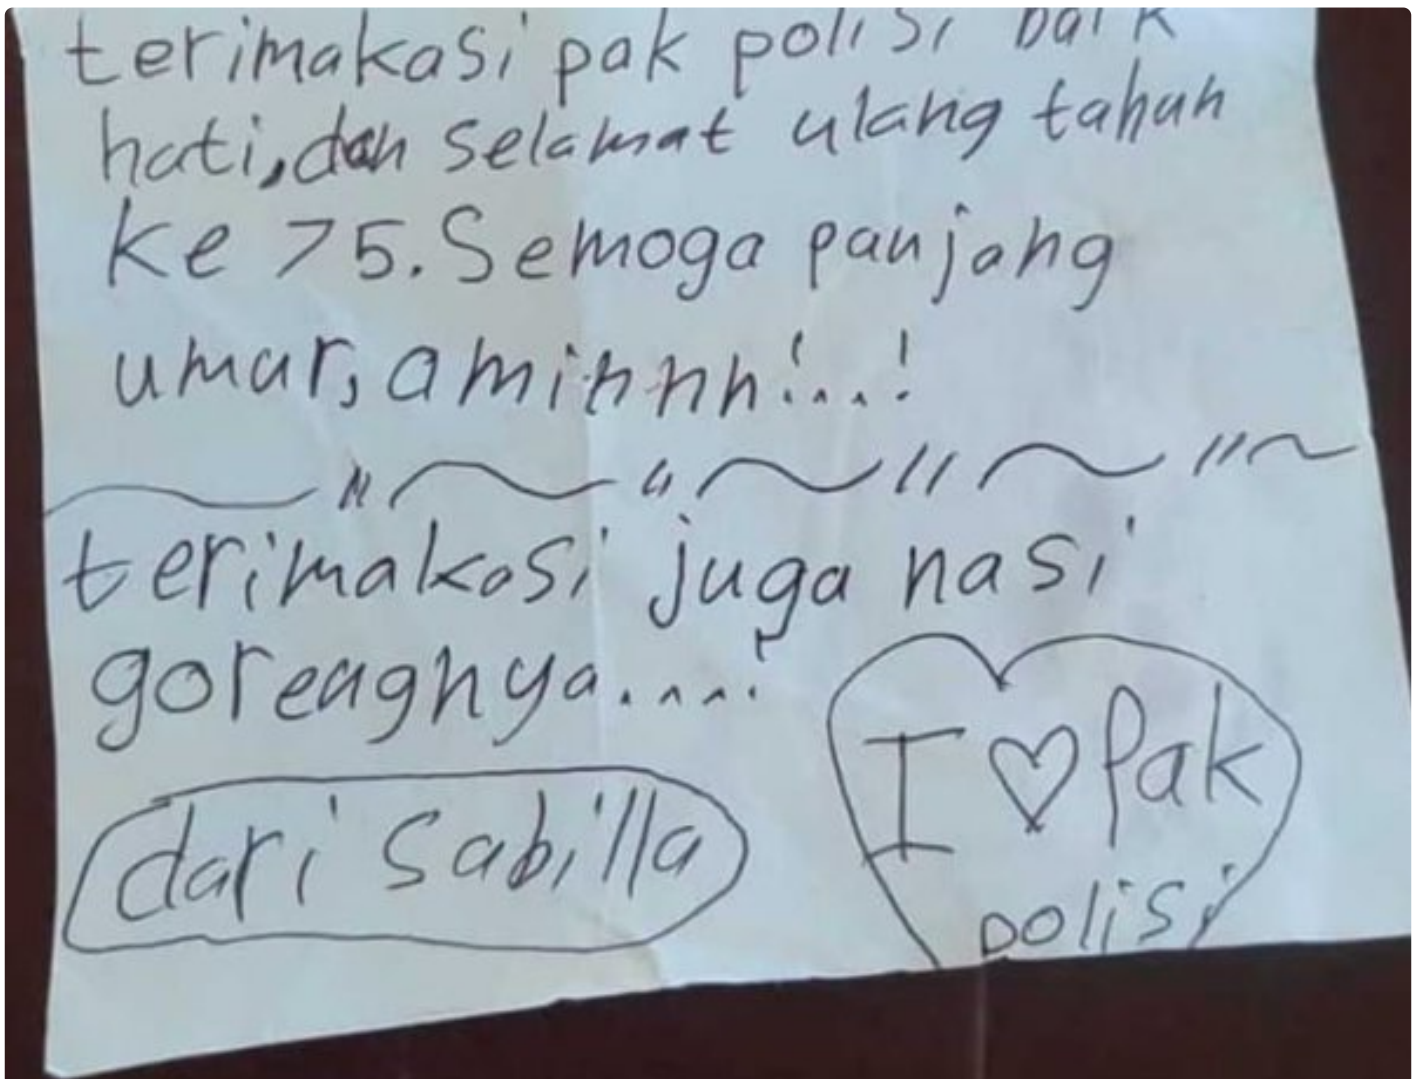 terimakasi pak polisi baik
hati, dan selamat ulang tahun
ke 75. Semoga panjang
umur, aminnn!...!
terimakasi juga nasi
gorengnya....!
dari Sabilla
I ♡ Pak
polisi